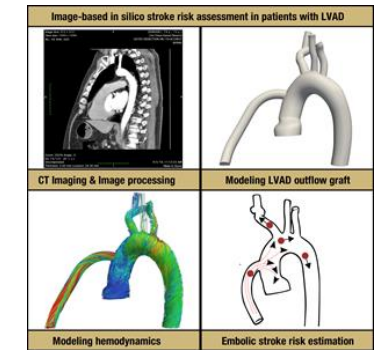 Image-based in silico stroke risk assessment in patients with LVAD
CT Imaging & Image processing
Modeling LVAD outflow graft
Modeling hemodynamics
Embolic stroke risk estimation